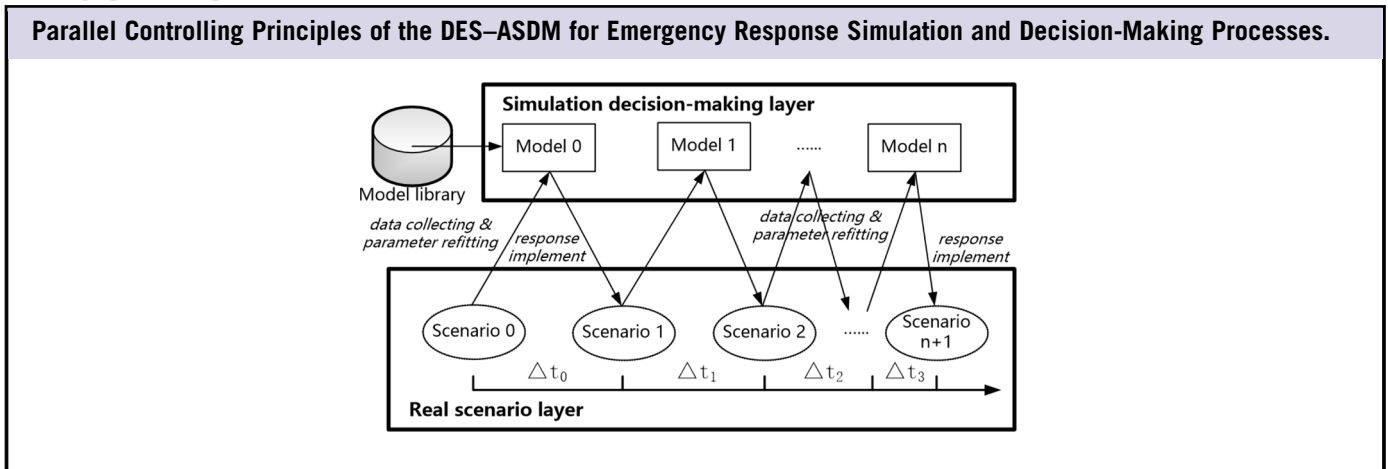 Parallel Controlling Principles of the DES–ASDM for Emergency Response Simulation and Decision-Making Processes.
Simulation decision-making layer
Model 0
Model 1
......
Model n
Model library
data collecting &
parameter refitting
response
implement
data collecting &
parameter refitting
response
implement
Scenario 0
Scenario 1
Scenario 2
......
Scenario
n+1
△t₀
△t₁
△t₂
△t₃
Real scenario layer